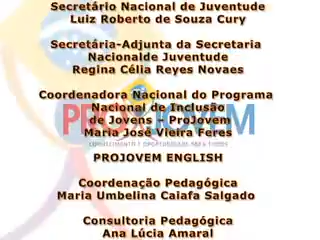 Secretário Nacional de Juventude
Luiz Roberto de Souza Cury
Secretária-Adjunta da Secretaria
Nacionalde Juventude
Regina Célia Reyes Novaes
Coordenadora Nacional do Programa
Nacional de Inclusão
de Jovens - ProJovem
Maria José Vieira Feres
PROJOVEM
PROJOVEM ENGLISH
Coordenação Pedagógica
Maria Umbelina Caiafa Salgado
Consultoria Pedagógica
Ana Lúcia Amaral